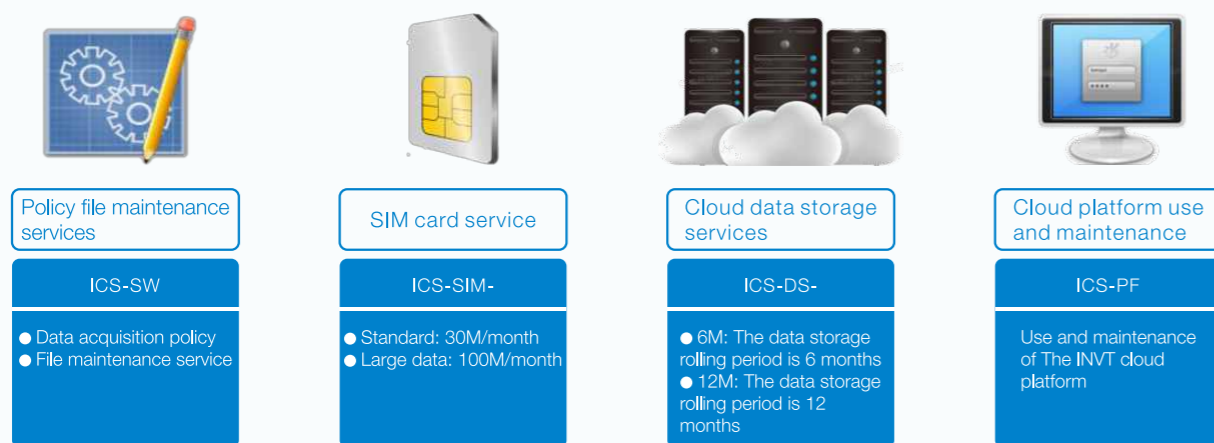 Policy file maintenance
services
ICS-SW
● Data acquisition policy
● File maintenance service
SIM card service
ICS-SIM-
● Standard: 30M/month
● Large data: 100M/month
Cloud data storage
services
ICS-DS-
● 6M: The data storage
rolling period is 6 months
● 12M: The data storage
rolling period is 12
months
Cloud platform use
and maintenance
ICS-PF
Use and maintenance
of The INVT cloud
platform